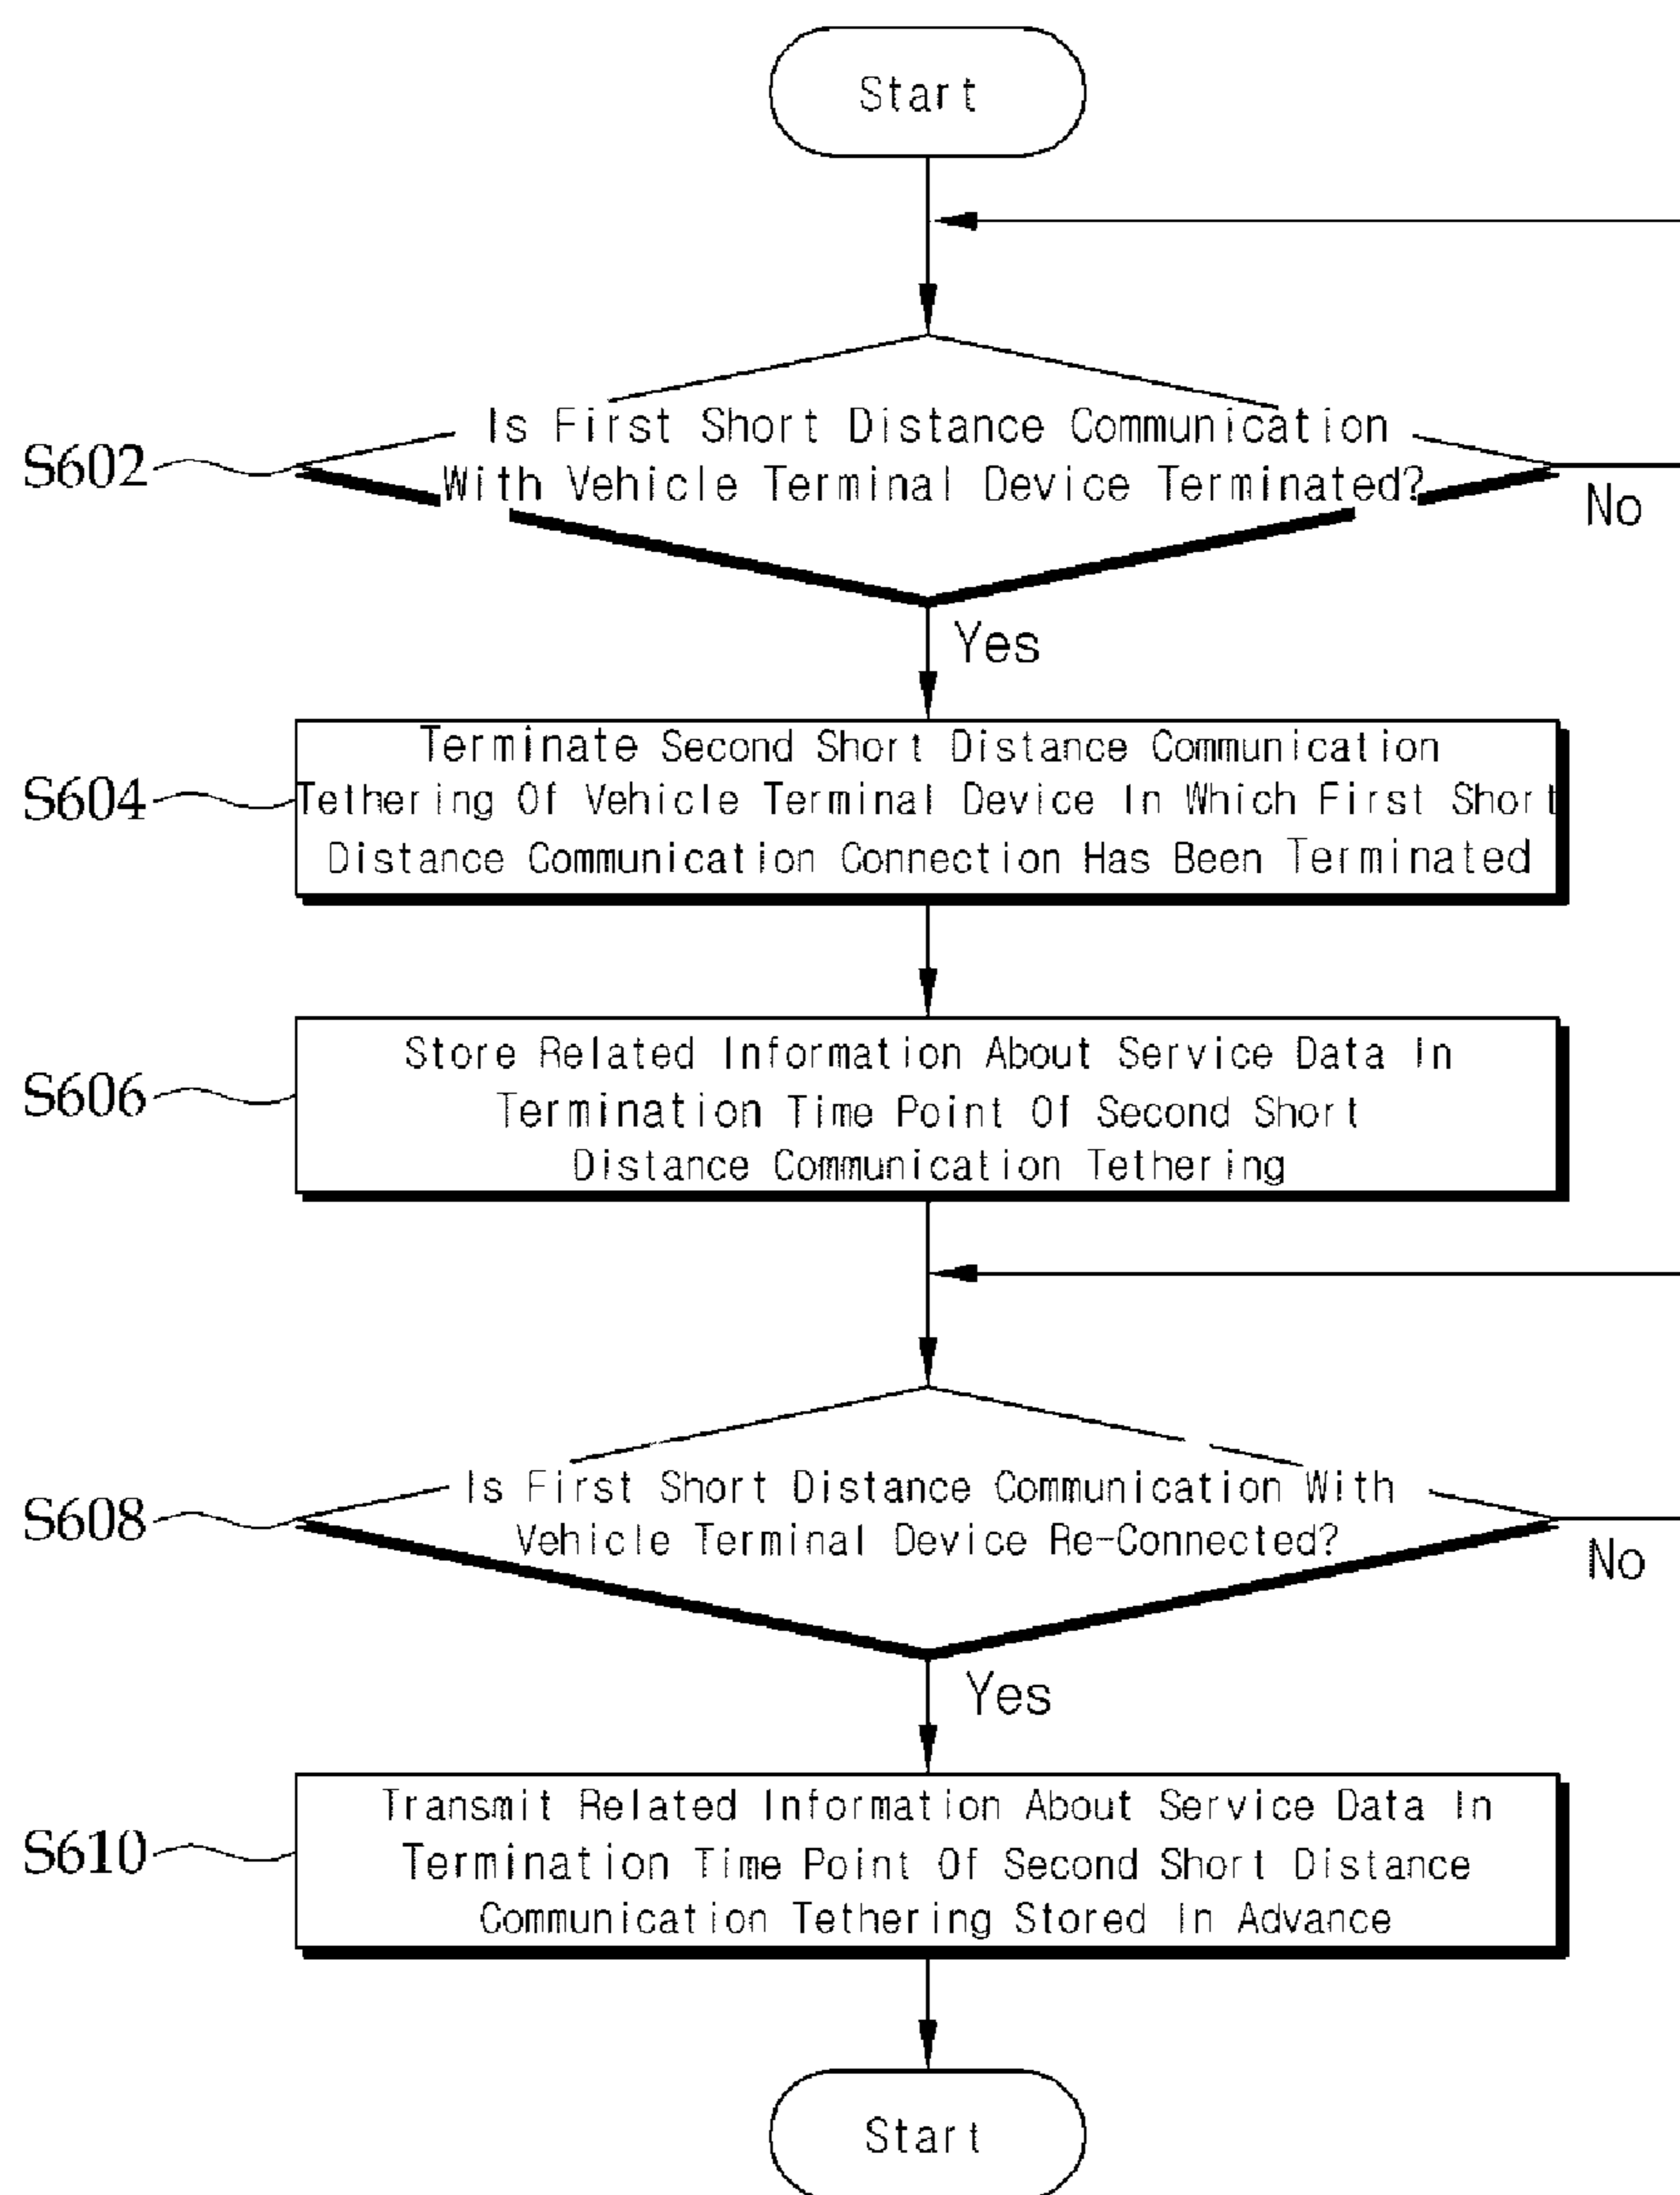 Start
Is First Short Distance Communication
With Vehicle Terminal Device Terminated?
S602
No
Yes
Terminate Second Short Distance Communication
Tethering Of Vehicle Terminal Device In Which First Short
Distance Communication Connection Has Been Terminated
S604
Store Related Information About Service Data In
Termination Time Point Of Second Short
Distance Communication Tethering
S606
Is First Short Distance Communication With
Vehicle Terminal Device Re-Connected?
S608
No
Yes
Transmit Related Information About Service Data In
Termination Time Point Of Second Short Distance
Communication Tethering Stored In Advance
S610
Start